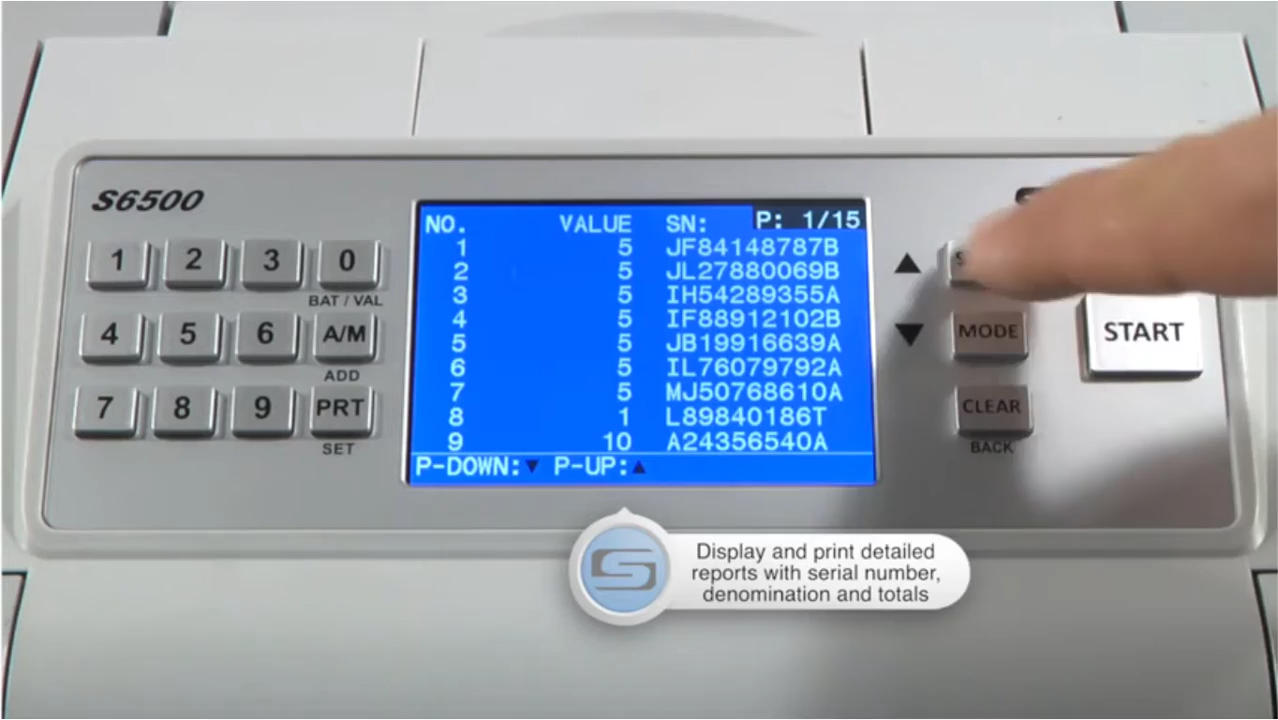 S6500
1 2 3 0
BAT / VAL
4 5 6 A/M
ADD
7 8 9 PRT
SET
NO. VALUE SN: P: 1/15
1 5 JF84148787B
2 5 JL27880069B
3 5 IH54289355A
4 5 IF88912102B
5 5 JB19916639A
6 5 IL76079792A
7 5 MJ50768610A
8 1 L89840186T
9 10 A24356540A
P-DOWN:▼ P-UP:▲
▲
▼ MODE
START
CLEAR
BACK
Display and print detailed
reports with serial number,
denomination and totals